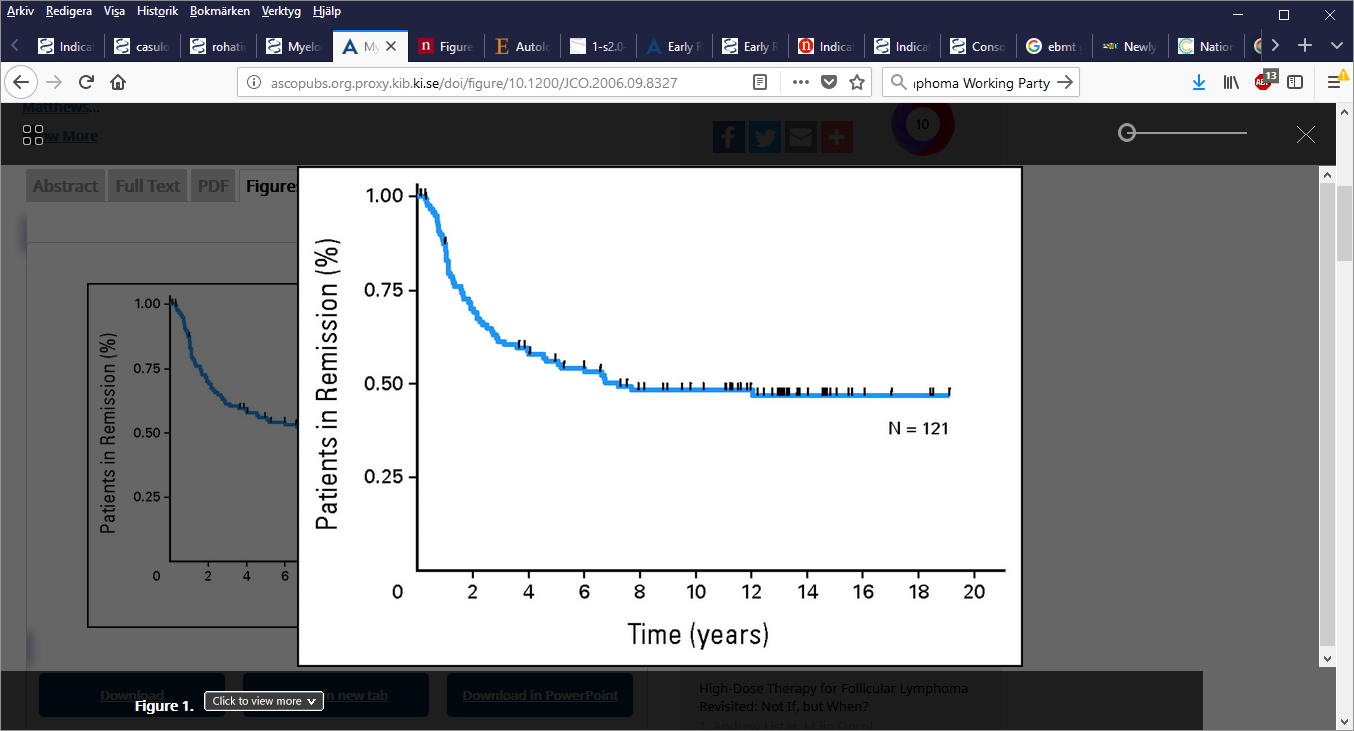 Arkiv Redigera Visa Historik Bokmärken Verktyg Hjälp
Indica casulo rohati Myelo My Figure Autolo 1-s2.0- Early R Early R Indicat Indicat Conso ebmt Newly Nation
ascopubs.org.proxy.kib.ki.se/doi/figure/10.1200/JCO.2006.09.8327
phoma Working Party
13
Matthews...
View More
10
Abstract Full Text PDF Figures
1.00
0.75
0.50
0.25
0 2 4 6
Patients in Remission (%)
1.00
0.75
0.50
0.25
Patients in Remission (%)
N = 121
0 2 4 6 8 10 12 14 16 18 20
Time (years)
Download
n new tab
Download in PowerPoint
Figure 1. Click to view more
High-Dose Therapy for Follicular Lymphoma
Revisited: Not If, but When?